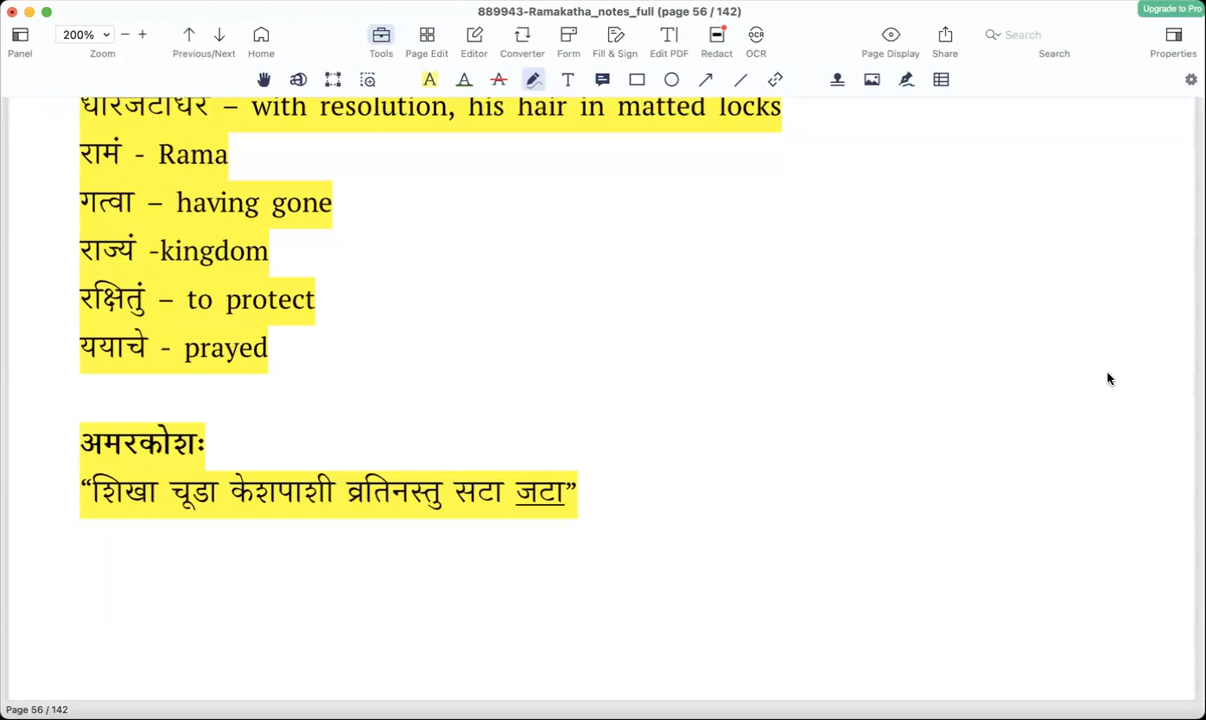 889943-Ramakatha_notes_full (page 56 / 142)
Upgrade to Pro
200%
Search
Panel Zoom Previous/Next Home Tools Page Edit Editor Converter Form Fill & Sign Edit PDF Redact OCR Page Display Share Search Properties
धीरजटाधरं – with resolution, his hair in matted locks
रामं - Rama
गत्वा – having gone
राज्यं -kingdom
रक्षितुं – to protect
ययाचे - prayed
अमरकोशः
“शिखा चूडा केशपाशी व्रतिनस्तु सटा जटा”
Page 56 / 142